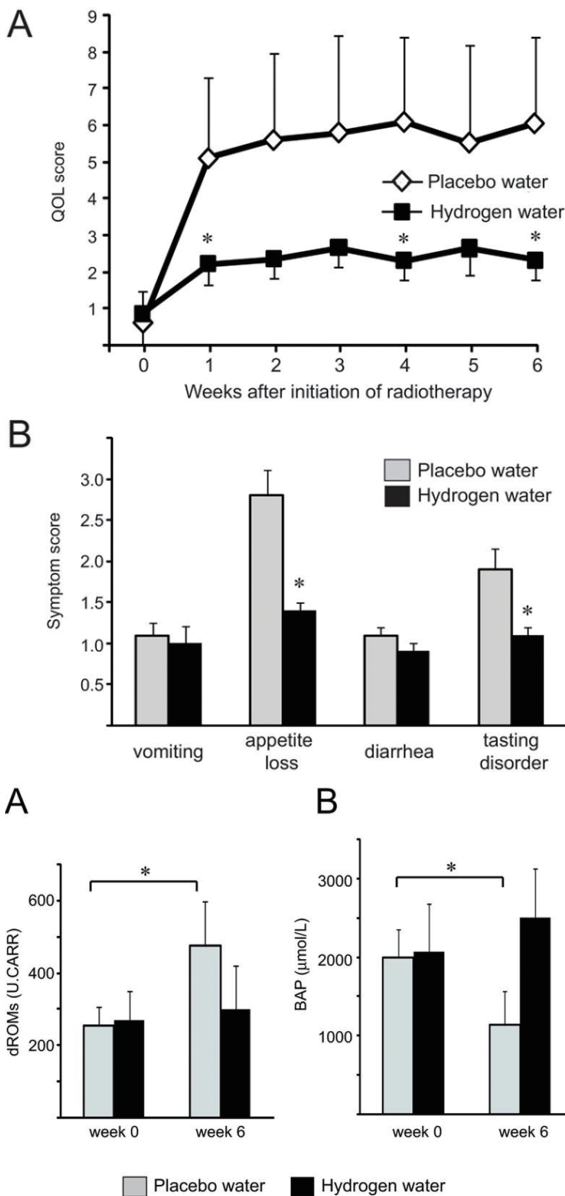 A
QOL score
9
8
7
6
5
4
3
2
1
Placebo water
Hydrogen water
*
*
*
0 1 2 3 4 5 6
Weeks after initiation of radiotherapy
B
Symptom score
3.0
2.5
2.0
1.5
1.0
0.5
Placebo water
Hydrogen water
*
*
vomiting
appetite
loss
diarrhea
tasting
disorder
A
dROMs (U.CARR)
600
400
200
*
week 0 week 6
B
BAP (µmol/L)
3000
2000
1000
*
week 0 week 6
Placebo water Hydrogen water